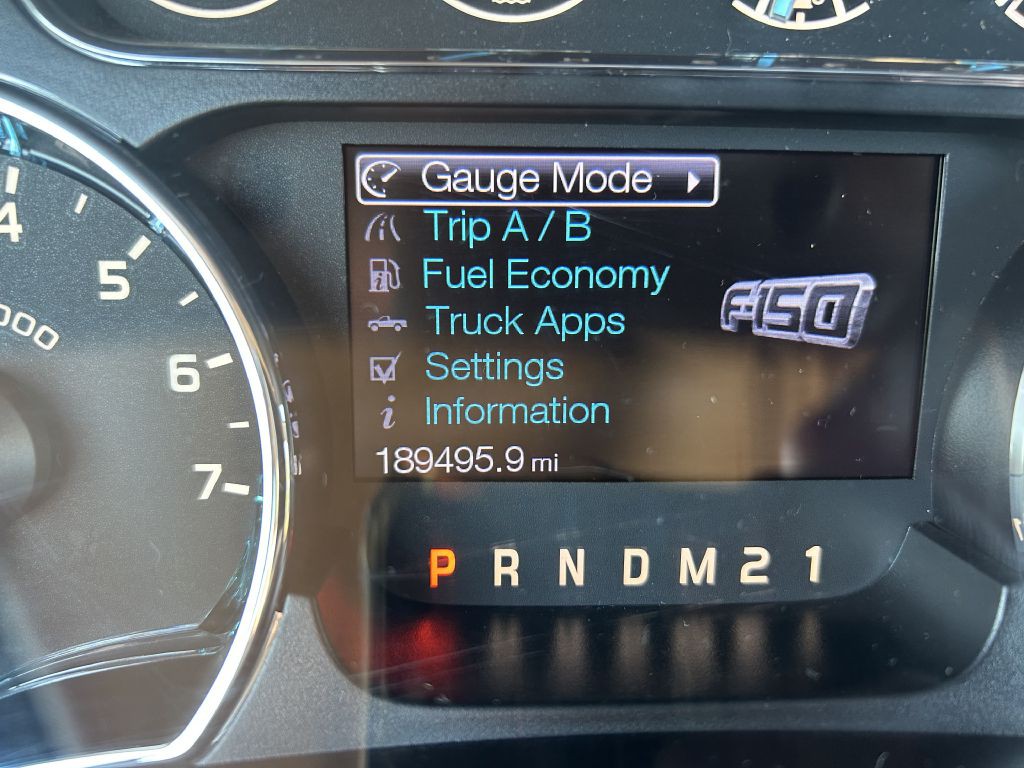 Gauge Mode
Trip A / B
Fuel Economy
Truck Apps
Settings
Information
F-150
189495.9 mi
P R N D M 2 1
4
5
6
7